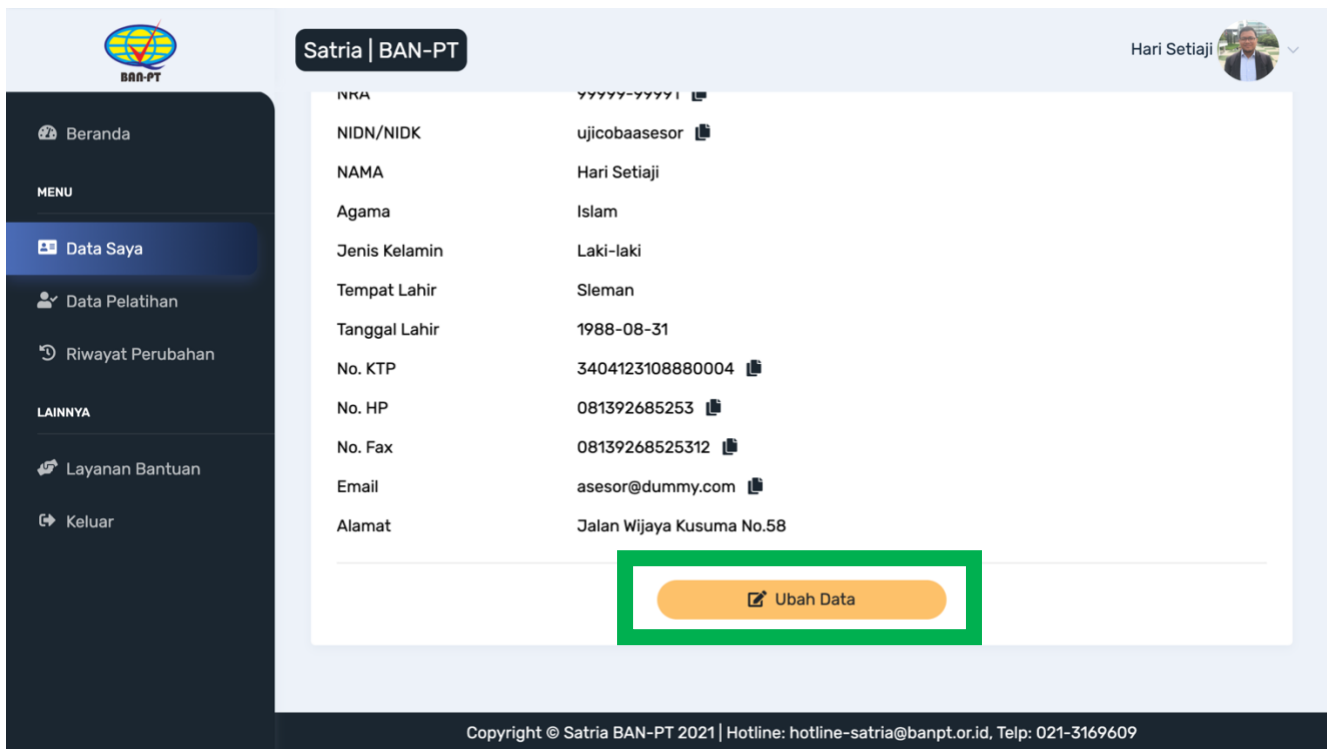 BAN-PT
Satria | BAN-PT
Hari Setiaji
Beranda
MENU
Data Saya
Data Pelatihan
Riwayat Perubahan
LAINNYA
Layanan Bantuan
Keluar
NRA 99999-99991
NIDN/NIDK ujicobaasesor
NAMA Hari Setiaji
Agama Islam
Jenis Kelamin Laki-laki
Tempat Lahir Sleman
Tanggal Lahir 1988-08-31
No. KTP 3404123108880004
No. HP 081392685253
No. Fax 08139268525312
Email asesor@dummy.com
Alamat Jalan Wijaya Kusuma No.58
Ubah Data
Copyright © Satria BAN-PT 2021 | Hotline: hotline-satria@banpt.or.id, Telp: 021-3169609